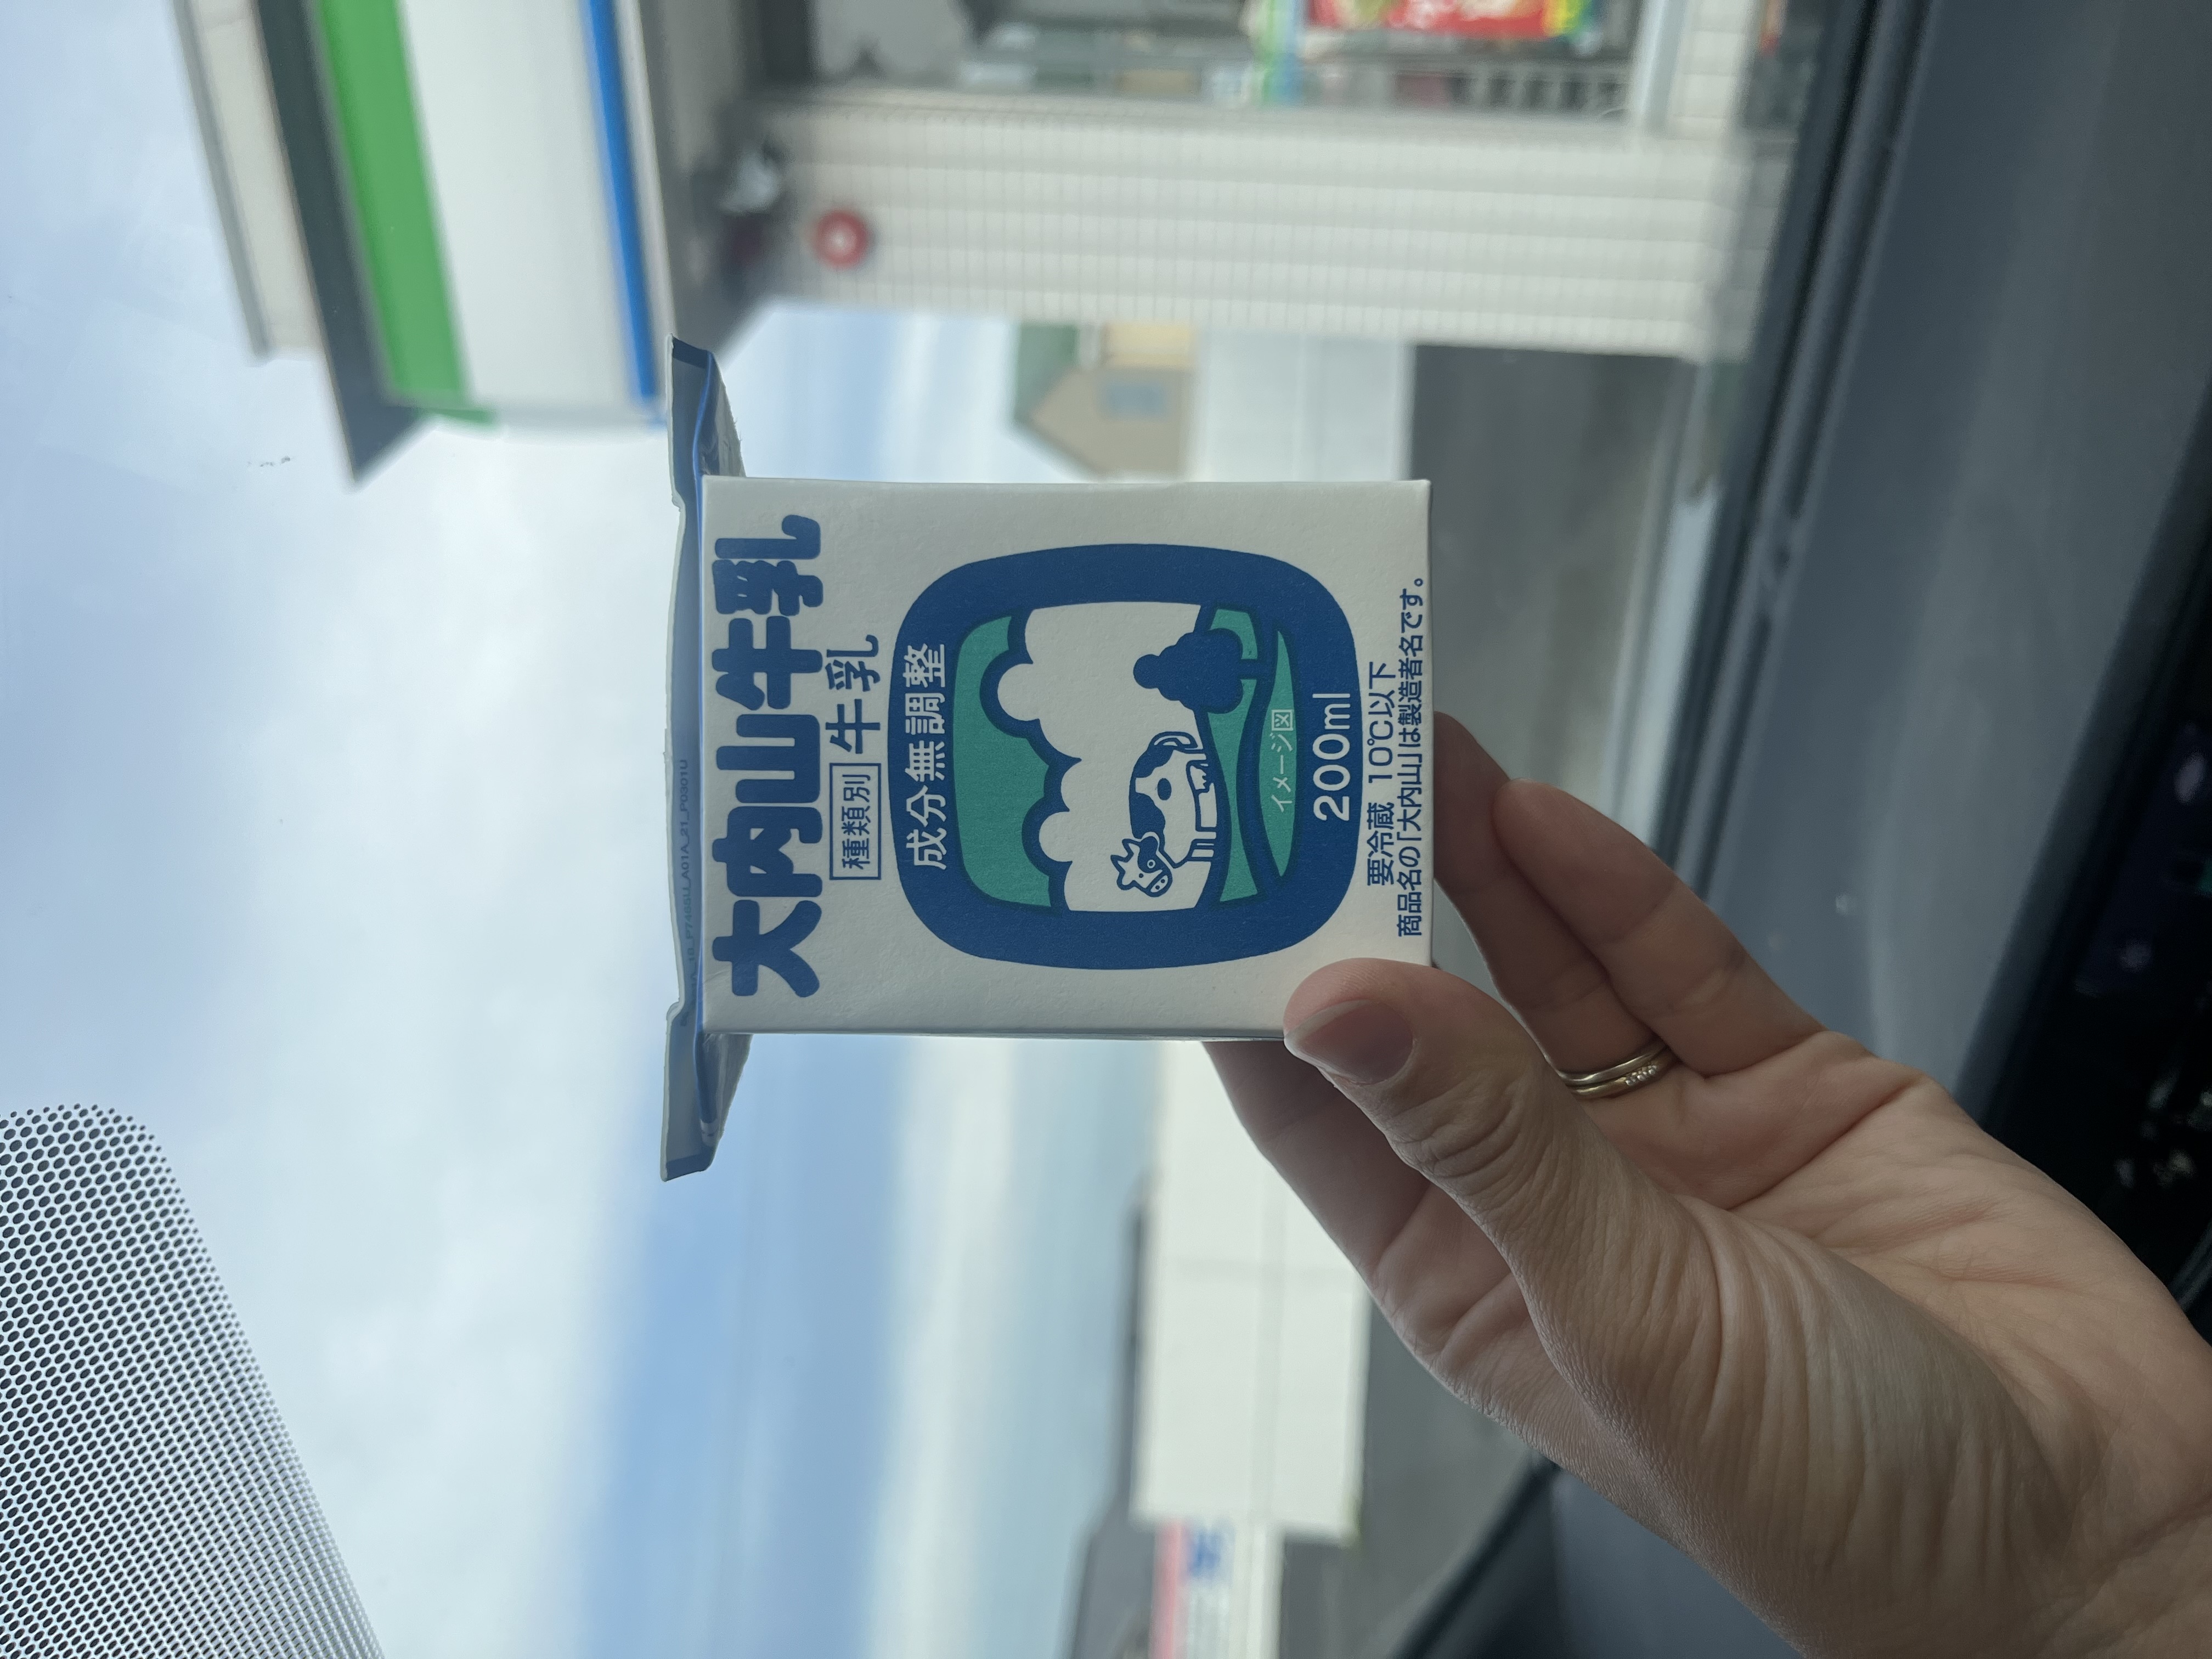 大内山牛乳
種類別 牛乳
成分無調整
イメージ図
200ml
要冷蔵 10℃以下
商品名の「大内山」は製造者名です。